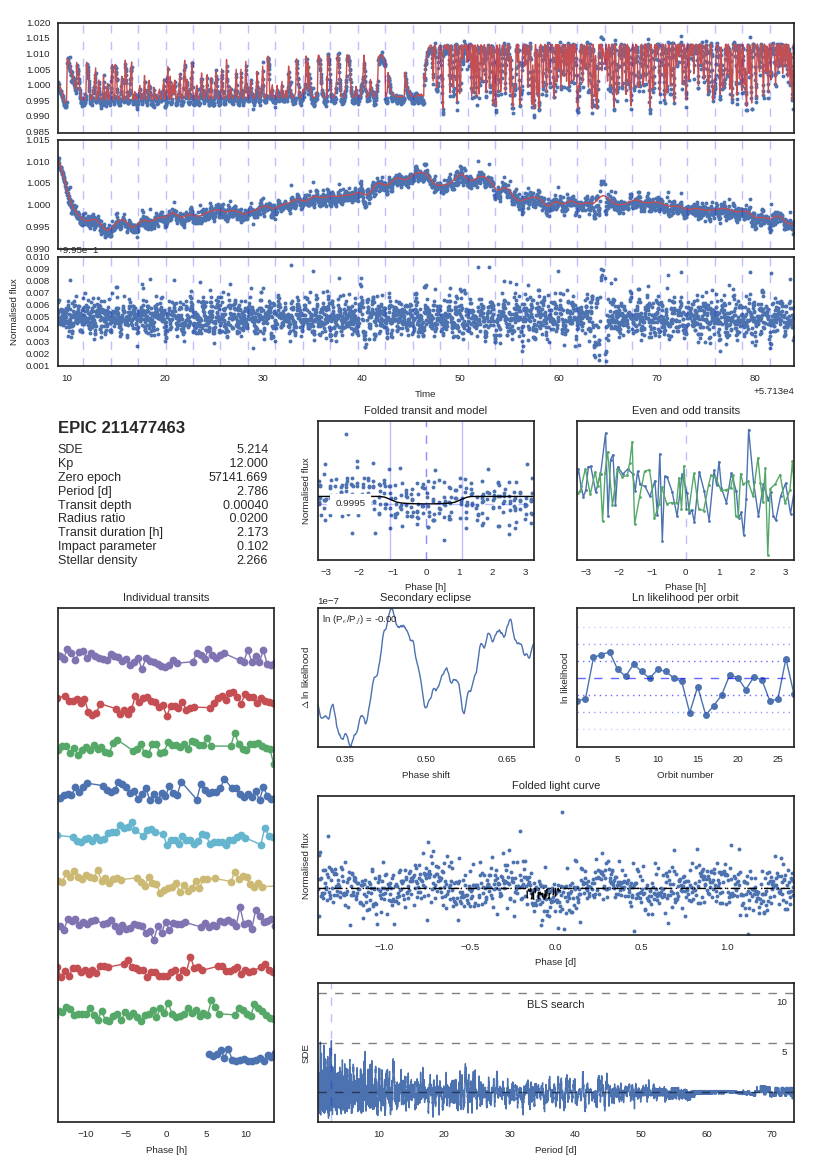 1.020
1.015
1.010
1.005
1.000
0.995
0.990
0.985
1.015
1.010
1.005
1.000
0.995
0.990
+9.95e−1
0.010
0.009
0.008
0.007
0.006
0.005
0.004
0.003
0.002
0.001
Normalised flux
10 20 30 40 50 60 70 80
Time
+5.713e4
EPIC 211477463
SDE 5.214
Kp 12.000
Zero epoch 57141.669
Period [d] 2.786
Transit depth 0.00040
Radius ratio 0.0200
Transit duration [h] 2.173
Impact parameter 0.102
Stellar density 2.266
Folded transit and model
Normalised flux
0.9995
−3 −2 −1 0 1 2 3
Phase [h]
Even and odd transits
−3 −2 −1 0 1 2 3
Phase [h]
Individual transits
−10 −5 0 5 10
Phase [h]
Secondary eclipse
1e−7
ln (Pₑ/P_f) = -0.00
Δ ln likelihood
0.35 0.50 0.65
Phase shift
Ln likelihood per orbit
ln likelihood
0 5 10 15 20 25
Orbit number
Folded light curve
Normalised flux
−1.0 −0.5 0.0 0.5 1.0
Phase [d]
BLS search
10
5
SDE
10 20 30 40 50 60 70
Period [d]